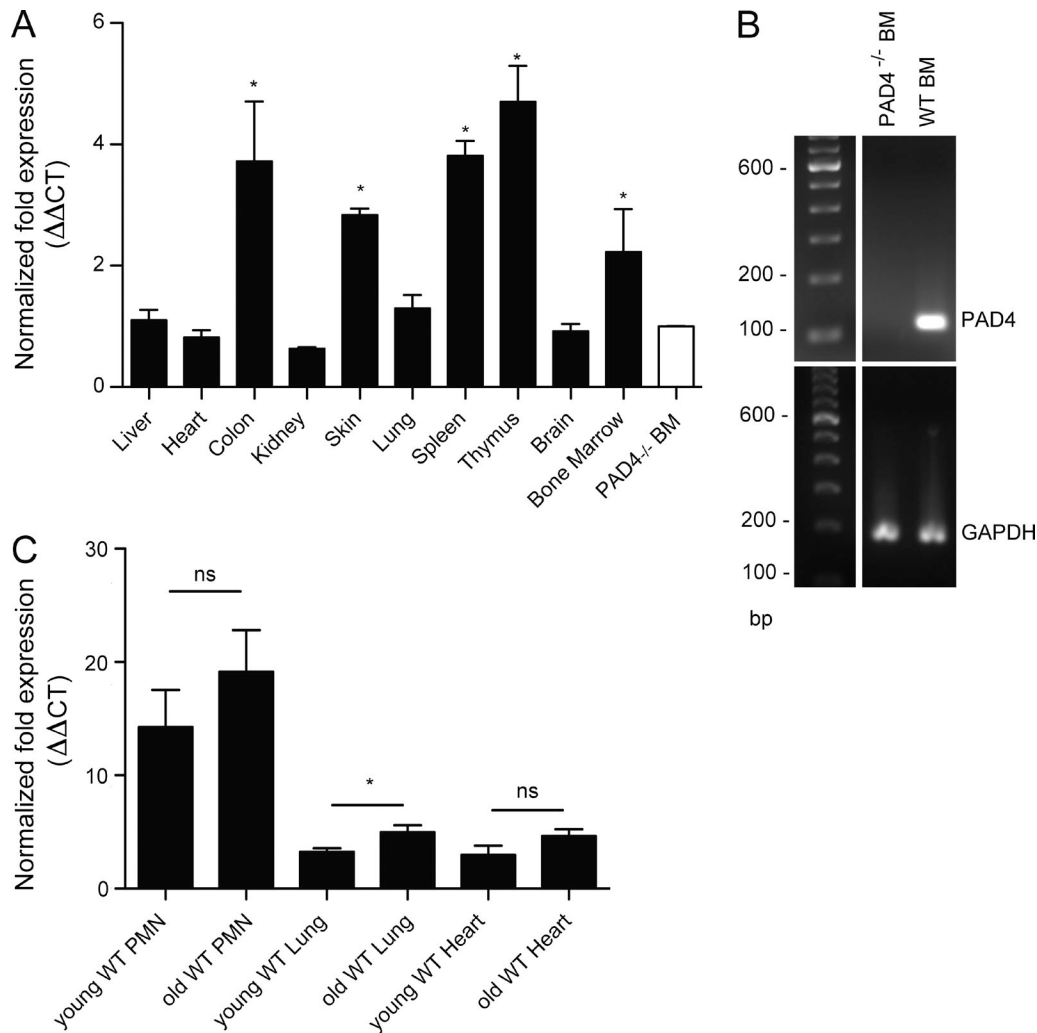 A
Normalized fold expression
(ΔΔCT)
6
4
2
0
*
*
*
*
*
Liver
Heart
Colon
Kidney
Skin
Lung
Spleen
Thymus
Brain
Bone Marrow
PAD4-/- BM
B
PAD4 -/- BM
WT BM
600 -
200 -
100 -
PAD4
600 -
200 -
100 -
GAPDH
bp
C
Normalized fold expression
(ΔΔCT)
30
20
10
0
ns
*
ns
young WT PMN
old WT PMN
young WT Lung
old WT Lung
young WT Heart
old WT Heart